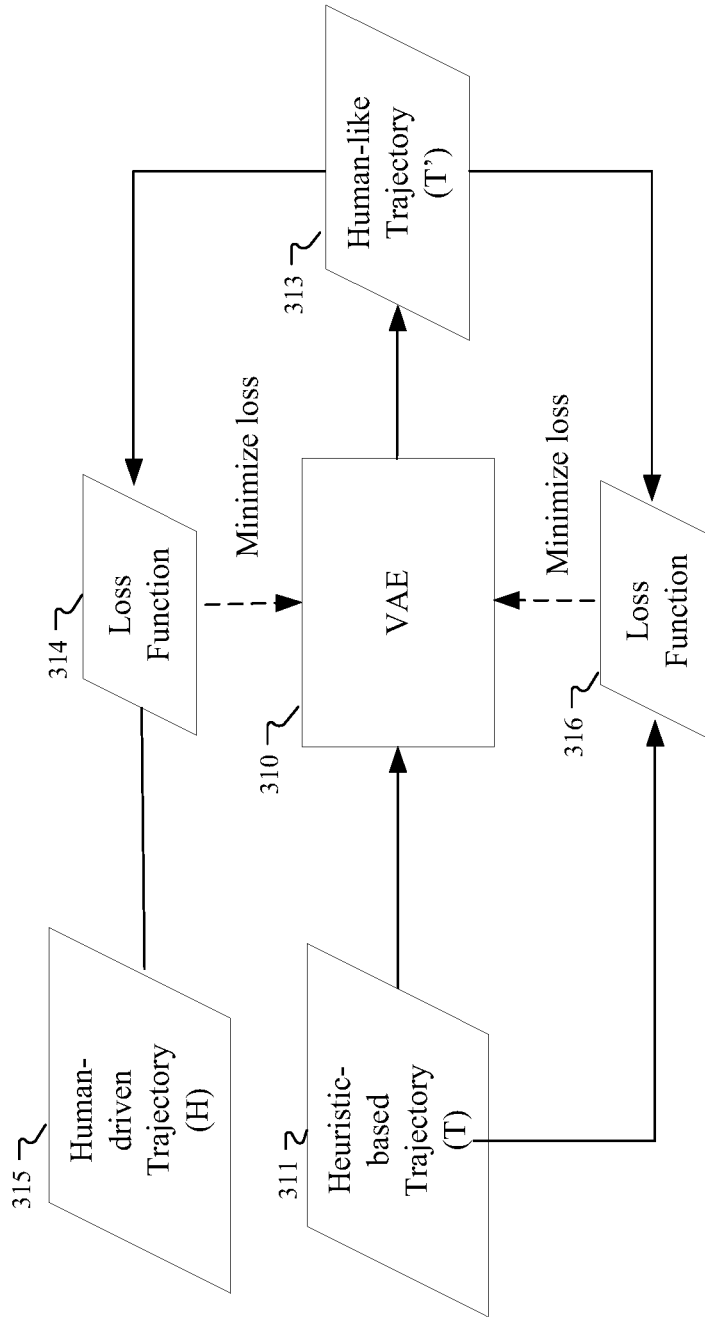 315
Human-
driven
Trajectory
(H)
314
Loss
Function
Minimize loss
311
Heuristic-
based
Trajectory
(T)
310
VAE
313
Human-like
Trajectory
(T’)
Minimize loss
316
Loss
Function